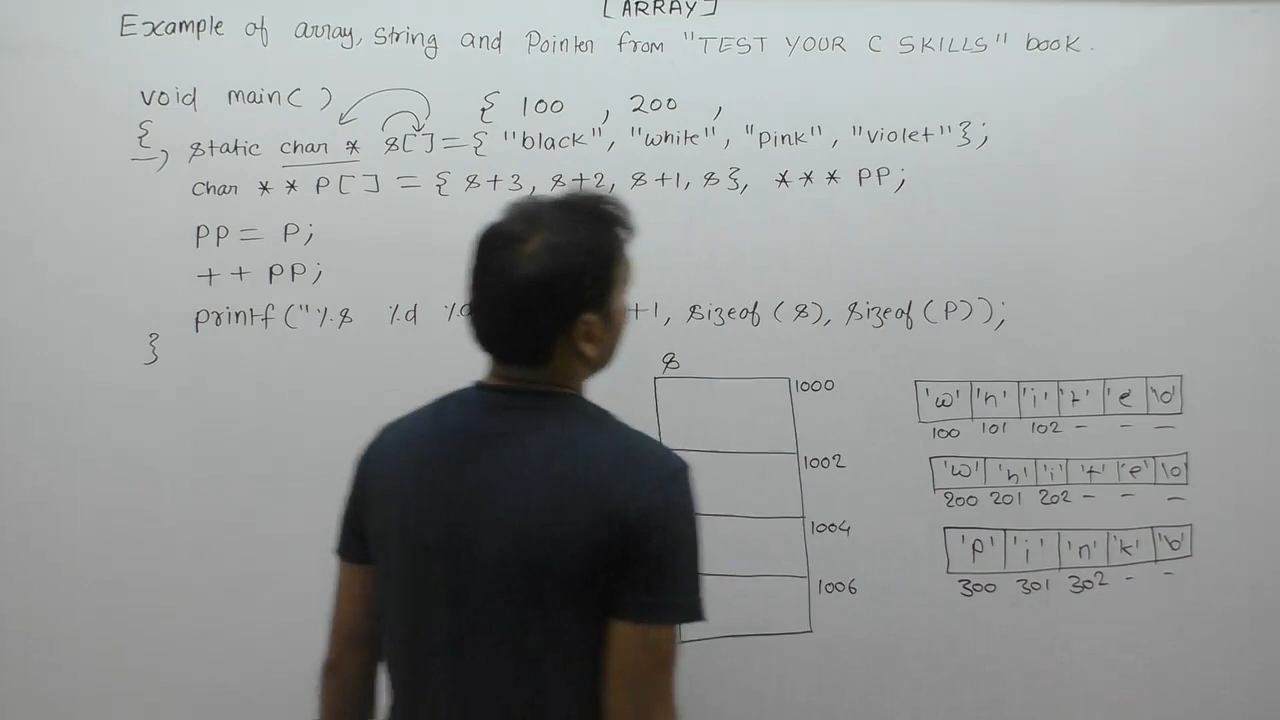 [ARRAY]
Example of array, string and Pointer from "TEST YOUR C SKILLS" book.
void main( )
{ 100 , 200 ,
{
static char * s[ ] = { "black", "white", "pink", "violet" };
char * * P[ ] = { s+3, s+2, s+1, s }, * * * PP;
PP = P;
+ + PP;
printf("%s %d +1, sizeof (s), sizeof (P));
}
s
1000
1002
1004
1006
'w' 'h' 'i' 't' 'e' '\0'
100 101 102 - - -
'w' 'h' 'i' 't' 'e' \0
200 201 202 - - -
'P' 'i' 'n' 'k' '\0'
300 301 302 - -